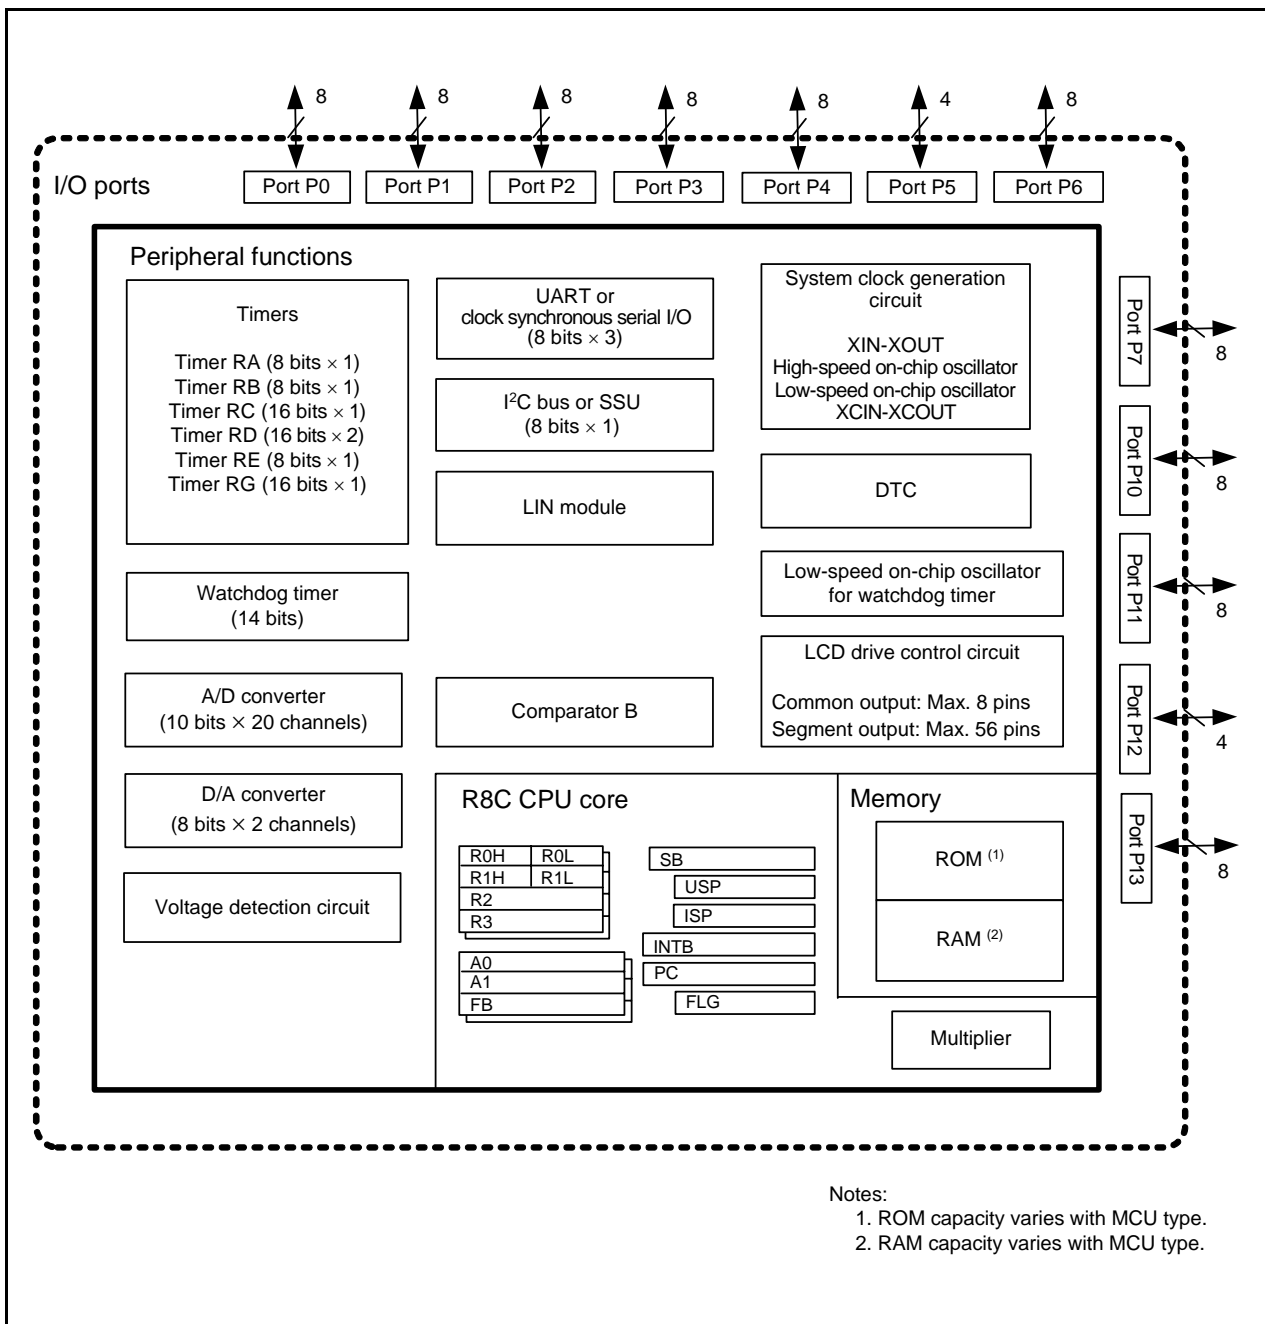 8 8 8 8 8 4 8
I/O ports
Port P0 Port P1 Port P2 Port P3 Port P4 Port P5 Port P6
Peripheral functions
Timers
Timer RA (8 bits × 1)
Timer RB (8 bits × 1)
Timer RC (16 bits × 1)
Timer RD (16 bits × 2)
Timer RE (8 bits × 1)
Timer RG (16 bits × 1)
Watchdog timer
(14 bits)
A/D converter
(10 bits × 20 channels)
D/A converter
(8 bits × 2 channels)
Voltage detection circuit
UART or
clock synchronous serial I/O
(8 bits × 3)
I²C bus or SSU
(8 bits × 1)
LIN module
Comparator B
System clock generation
circuit
XIN-XOUT
High-speed on-chip oscillator
Low-speed on-chip oscillator
XCIN-XCOUT
DTC
Low-speed on-chip oscillator
for watchdog timer
LCD drive control circuit
Common output: Max. 8 pins
Segment output: Max. 56 pins
R8C CPU core
R0H R0L
R1H R1L
R2
R3
A0
A1
FB
SB
USP
ISP
INTB
PC
FLG
Memory
ROM (1)
RAM (2)
Multiplier
Port P7
8
Port P10
8
Port P11
8
Port P12
4
Port P13
8
Notes:
1. ROM capacity varies with MCU type.
2. RAM capacity varies with MCU type.